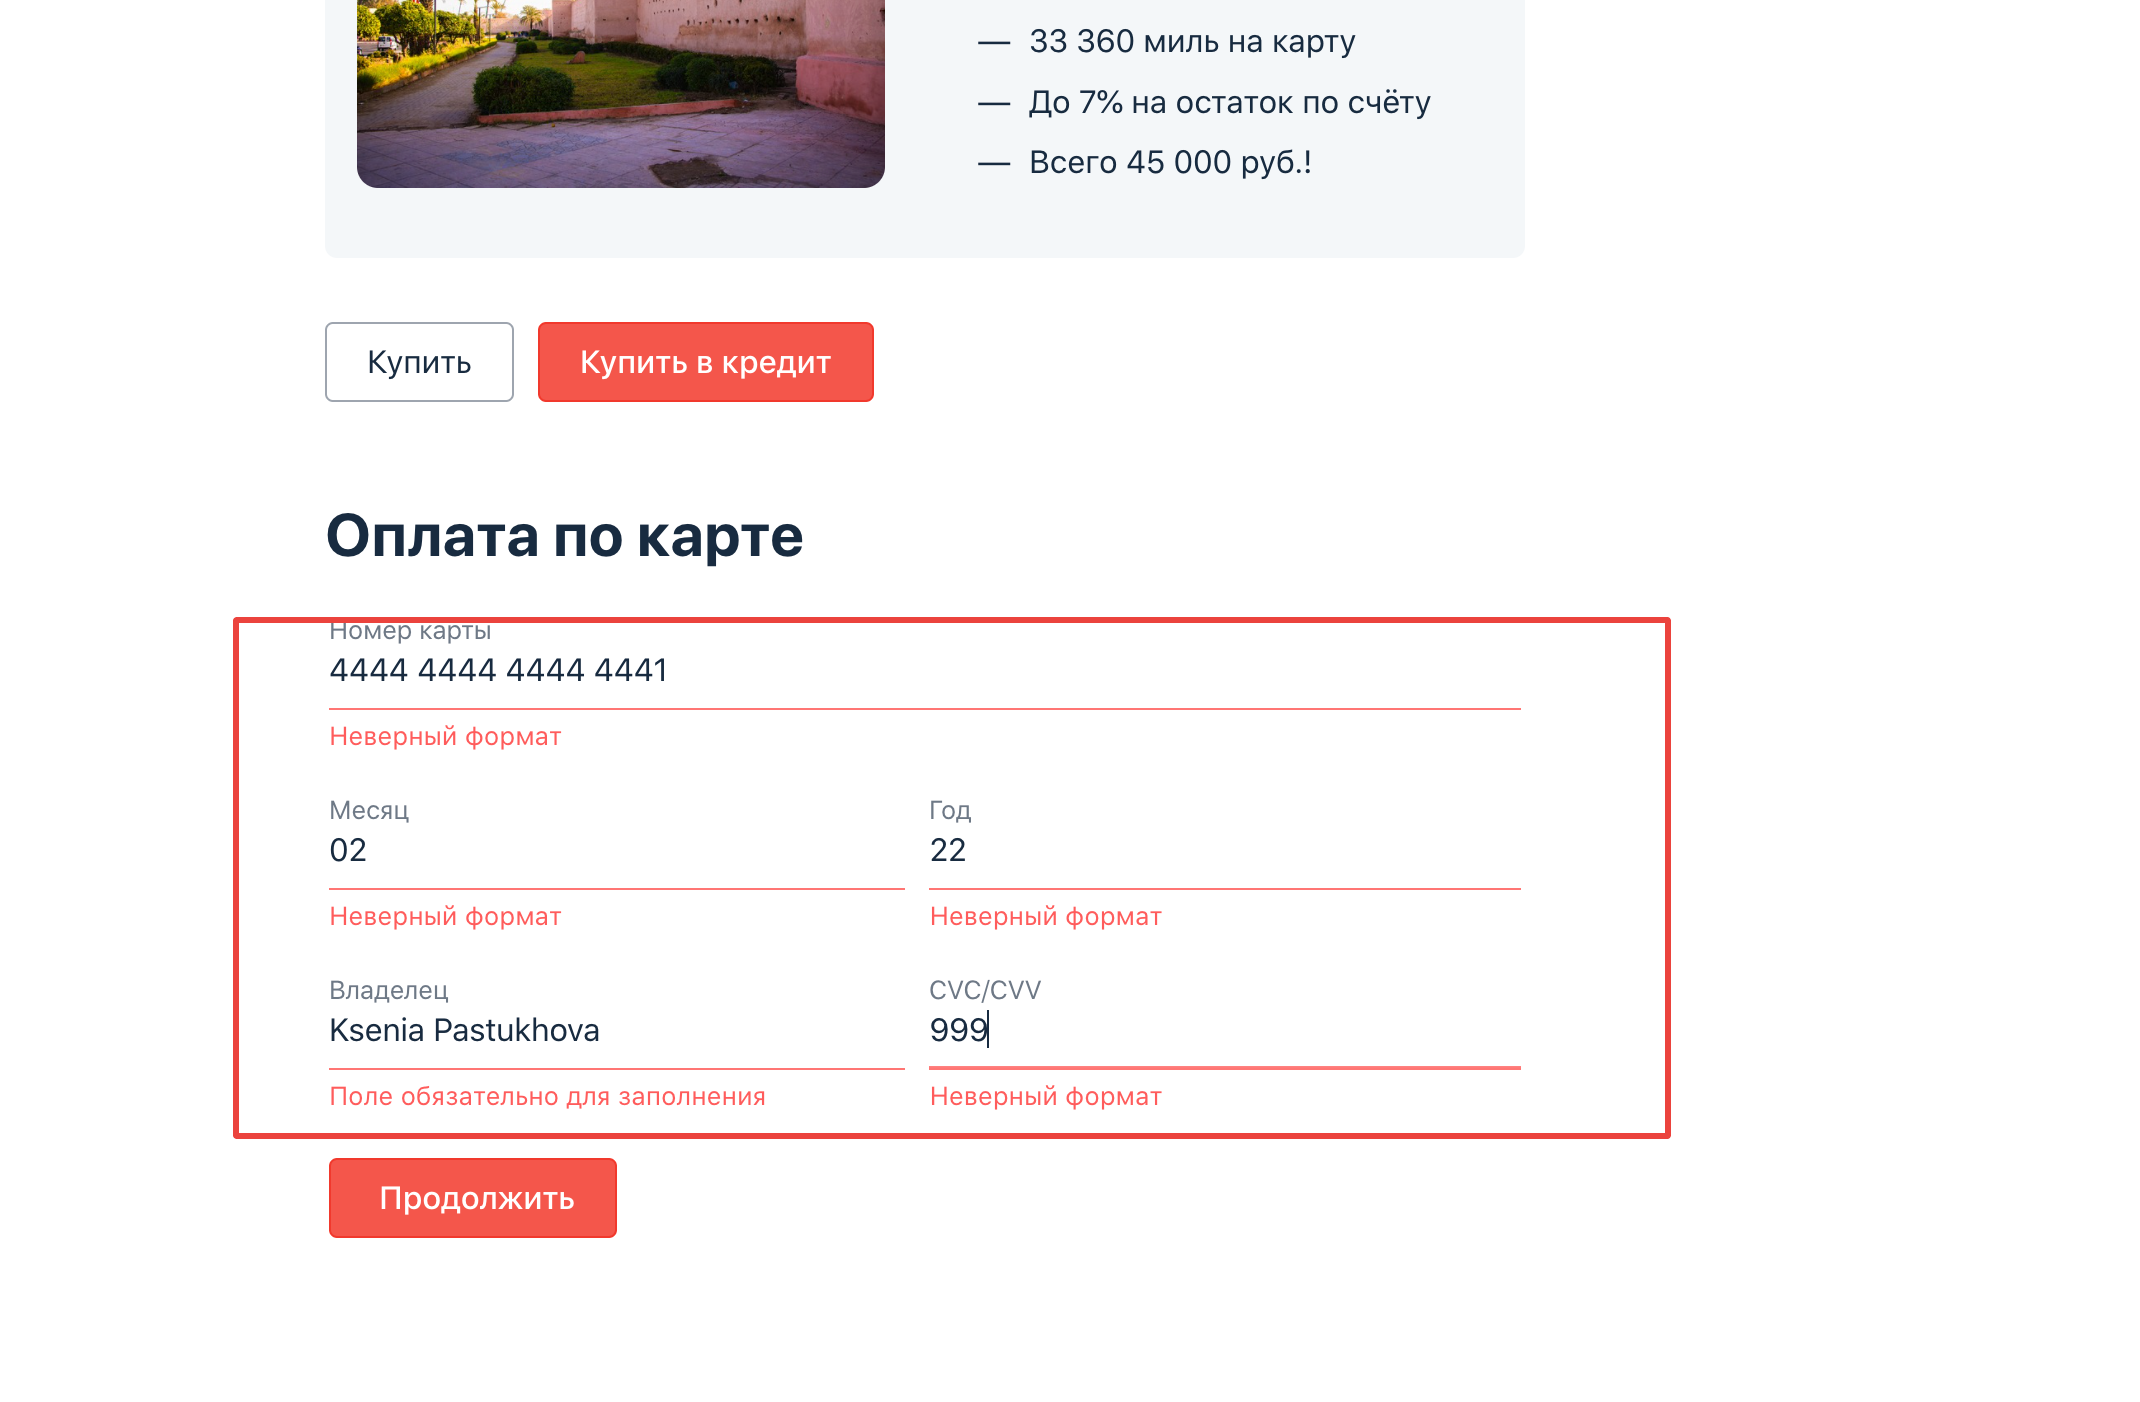 — 33 360 миль на карту
— До 7% на остаток по счёту
— Всего 45 000 руб.!
Купить
Купить в кредит
Оплата по карте
Номер карты
4444 4444 4444 4441
Неверный формат
Месяц
Год
02
22
Неверный формат
Неверный формат
Владелец
CVC/CVV
Ksenia Pastukhova
999
Поле обязательно для заполнения
Неверный формат
Продолжить